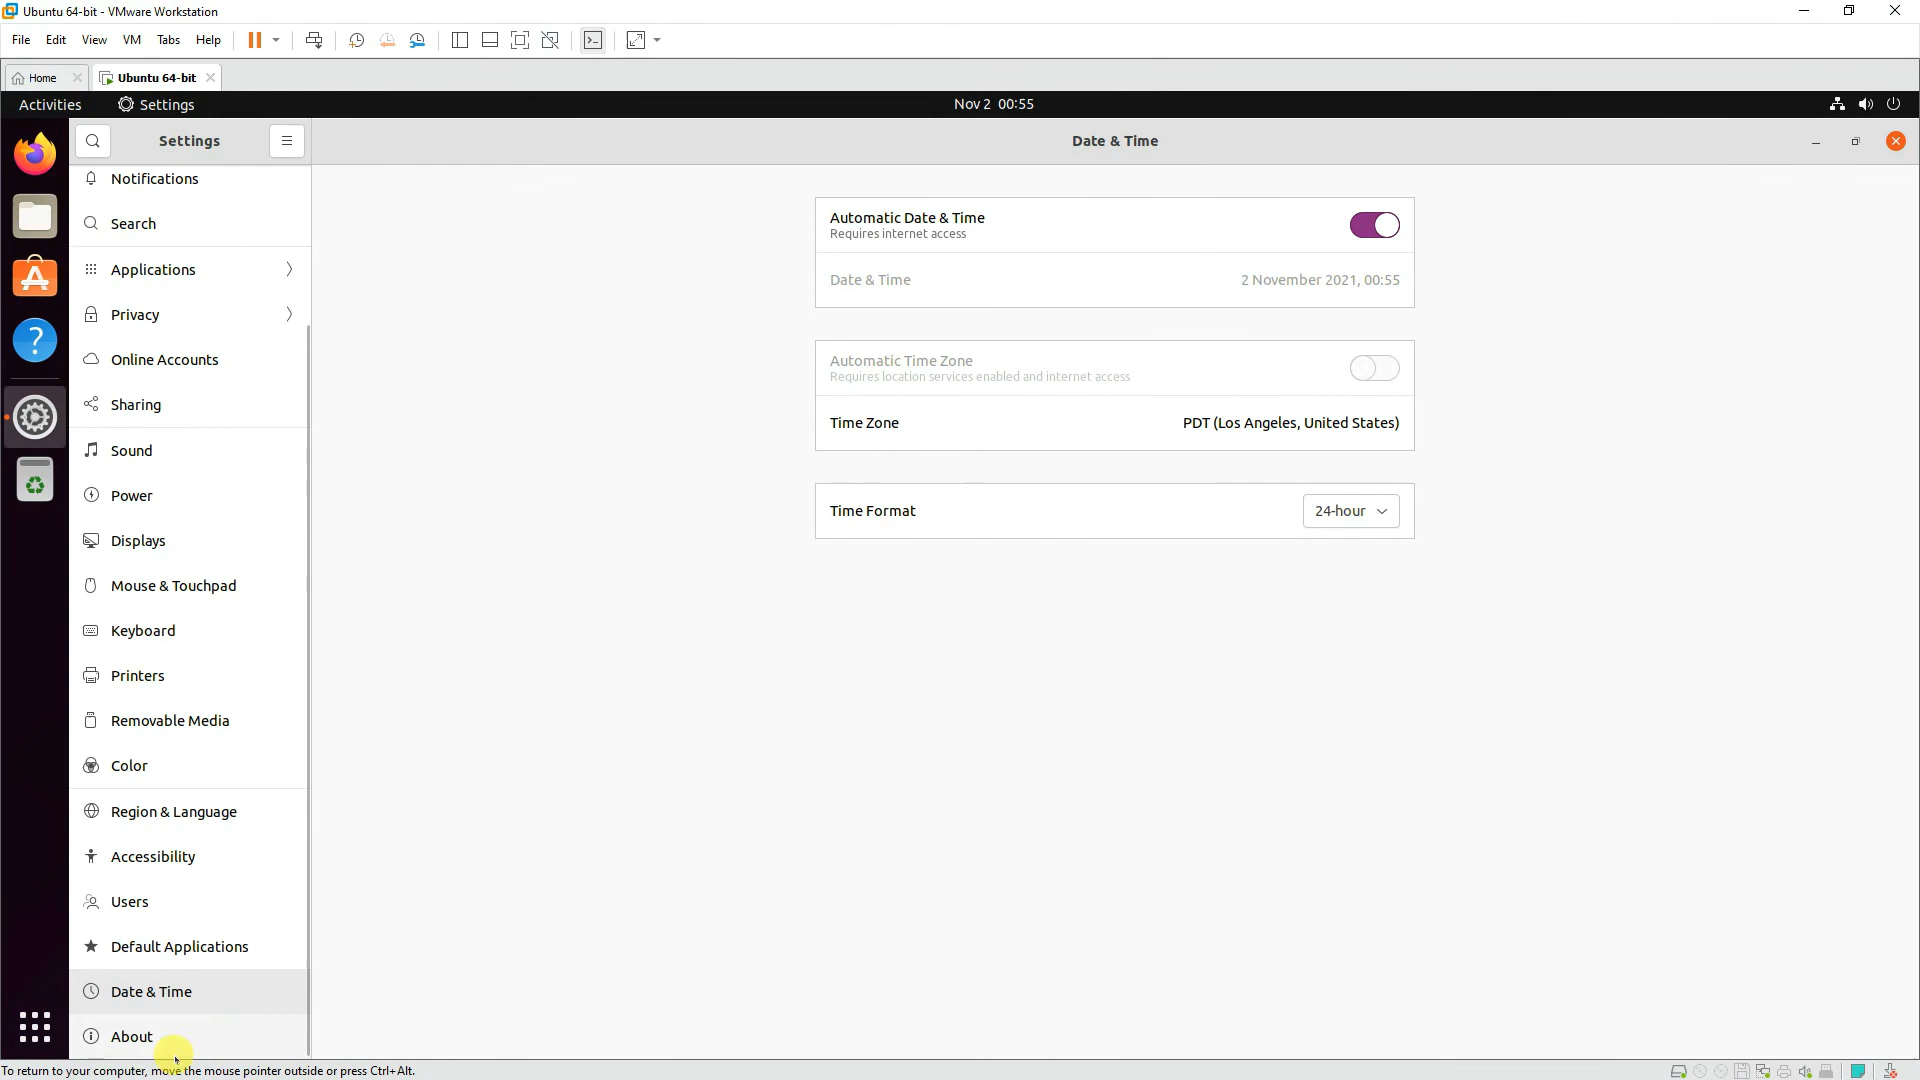 Ubuntu 64-bit - VMware Workstation
File Edit View VM Tabs Help
Home Ubuntu 64-bit
Activities Settings Nov 2 00:55
Settings Date & Time
Notifications
Search
Applications
Privacy
Online Accounts
Sharing
Sound
Power
Displays
Mouse & Touchpad
Keyboard
Printers
Removable Media
Color
Region & Language
Accessibility
Users
Default Applications
Date & Time
About
Automatic Date & Time
Requires internet access
Date & Time 2 November 2021, 00:55
Automatic Time Zone
Requires location services enabled and internet access
Time Zone PDT (Los Angeles, United States)
Time Format 24-hour
To return to your computer, move the mouse pointer outside or press Ctrl+Alt.